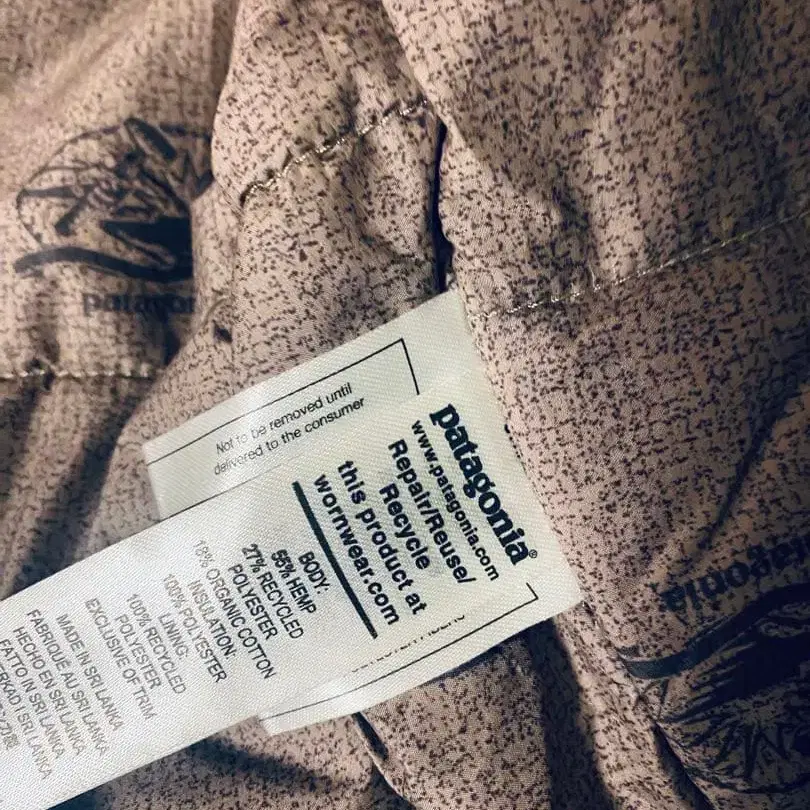 patagonia
Not to be removed until
delivered to the consumer
patagonia®
www.patagonia.com
Repair/Reuse/
Recycle
this product at
wornwear.com
BODY:
55% HEMP
27% RECYCLED
POLYESTER
18% ORGANIC COTTON
INSULATION:
100% POLYESTER
LINING:
100% RECYCLED
POLYESTER
EXCLUSIVE OF TRIM
MADE IN SRI LANKA
FABRIQUÉ AU SRI LANKA
HECHO EN SRI LANKA
FATTO IN SRI LANKA
SRI LANKA
patagonia